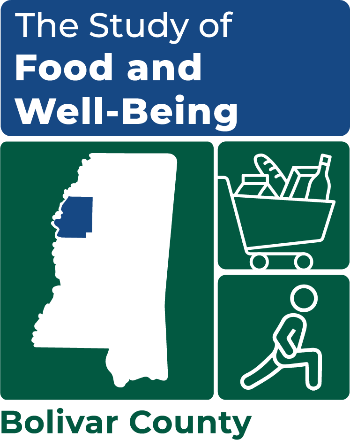 The Study of
Food and
Well-Being
Bolivar County